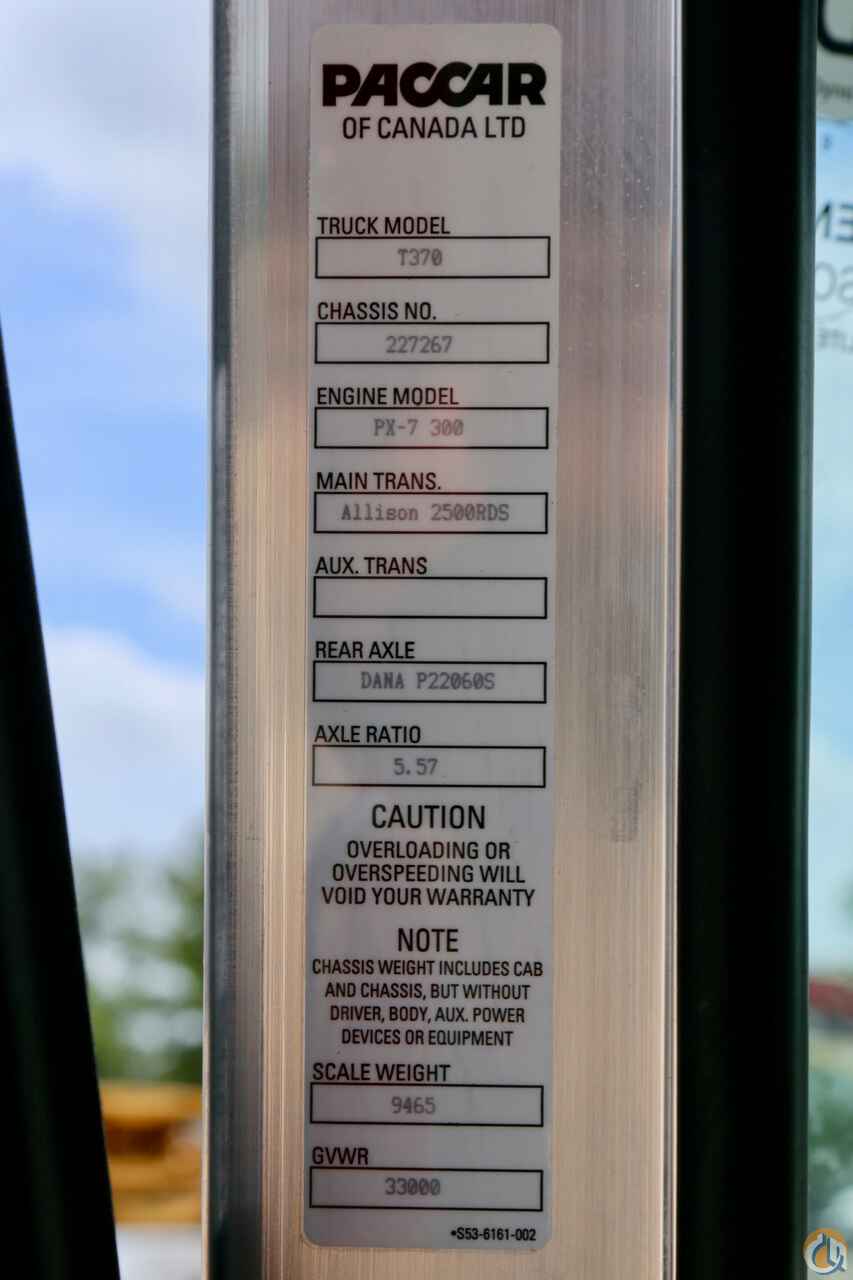 PACCAR
OF CANADA LTD
TRUCK MODEL
T370
CHASSIS NO.
227267
ENGINE MODEL
PX-7 300
MAIN TRANS.
Allison 2500RDS
AUX. TRANS
REAR AXLE
DANA P22060S
AXLE RATIO
5.57
CAUTION
OVERLOADING OR
OVERSPEEDING WILL
VOID YOUR WARRANTY
NOTE
CHASSIS WEIGHT INCLUDES CAB
AND CHASSIS, BUT WITHOUT
DRIVER, BODY, AUX. POWER
DEVICES OR EQUIPMENT
SCALE WEIGHT
9465
GVWR
33000
•S53-6161-002